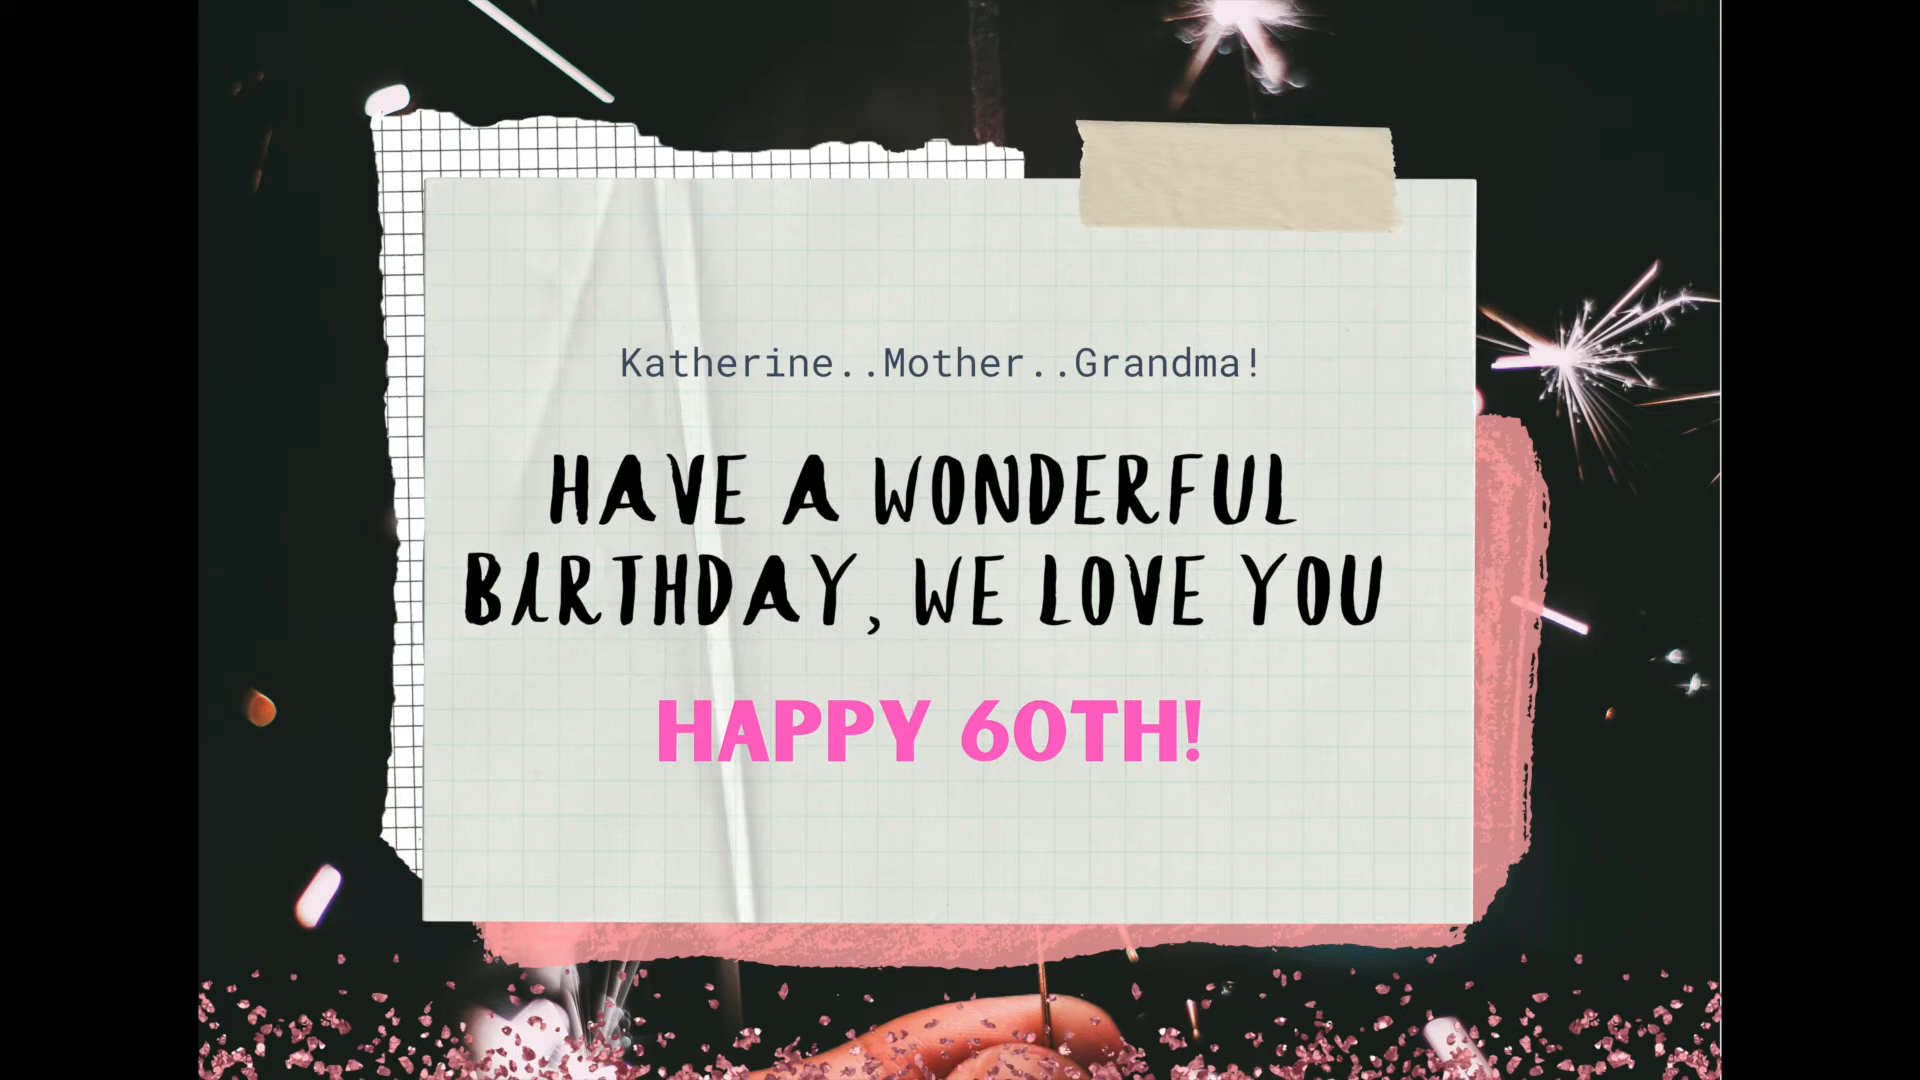 Katherine..Mother..Grandma!
HAVE A WONDERFUL
BIRTHDAY, WE LOVE YOU
HAPPY 60TH!